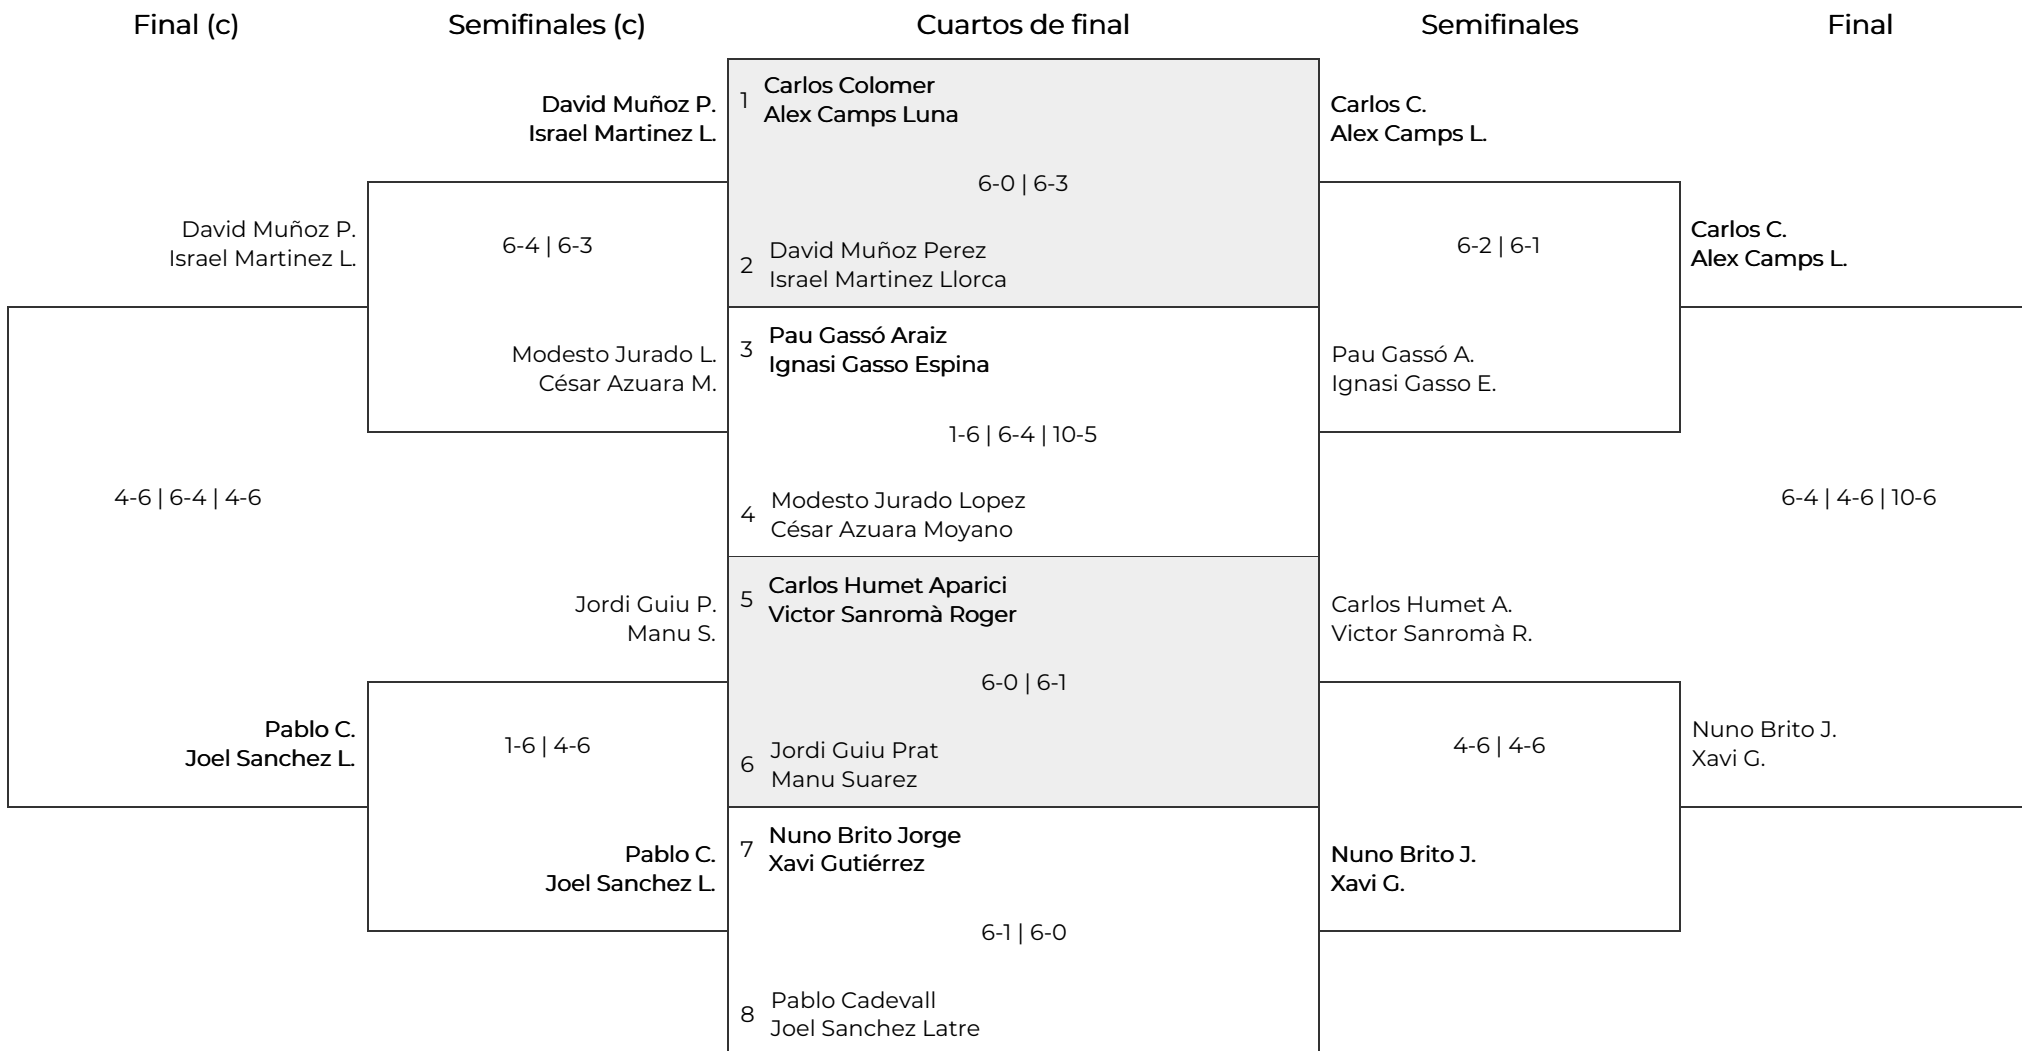 Final (c)
Semifinales (c)
Cuartos de final
Semifinales
Final
David Muñoz P.
Israel Martinez L.
6-4 | 6-3
Modesto Jurado L.
César Azuara M.
David Muñoz P.
Israel Martinez L.
4-6 | 6-4 | 4-6
Pablo C.
Joel Sanchez L.
Jordi Guiu P.
Manu S.
1-6 | 4-6
Pablo C.
Joel Sanchez L.
1 Carlos Colomer
Alex Camps Luna
6-0 | 6-3
2 David Muñoz Perez
Israel Martinez Llorca
3 Pau Gassó Araiz
Ignasi Gasso Espina
1-6 | 6-4 | 10-5
4 Modesto Jurado Lopez
César Azuara Moyano
5 Carlos Humet Aparici
Victor Sanromà Roger
6-0 | 6-1
6 Jordi Guiu Prat
Manu Suarez
7 Nuno Brito Jorge
Xavi Gutiérrez
6-1 | 6-0
8 Pablo Cadevall
Joel Sanchez Latre
Carlos C.
Alex Camps L.
6-2 | 6-1
Pau Gassó A.
Ignasi Gasso E.
Carlos Humet A.
Victor Sanromà R.
4-6 | 4-6
Nuno Brito J.
Xavi G.
Carlos C.
Alex Camps L.
6-4 | 4-6 | 10-6
Nuno Brito J.
Xavi G.